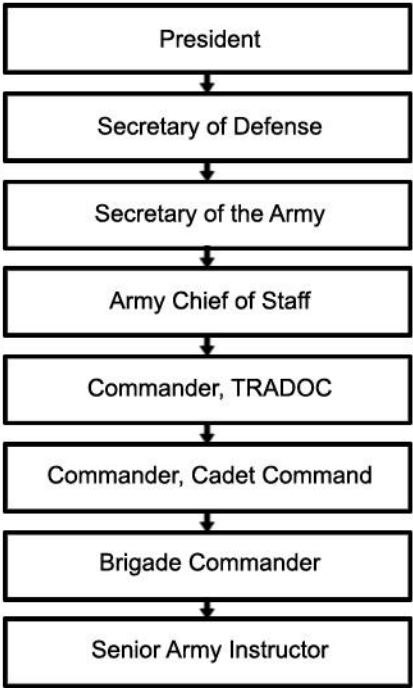 President
Secretary of Defense
Secretary of the Army
Army Chief of Staff
Commander, TRADOC
Commander, Cadet Command
Brigade Commander
Senior Army Instructor